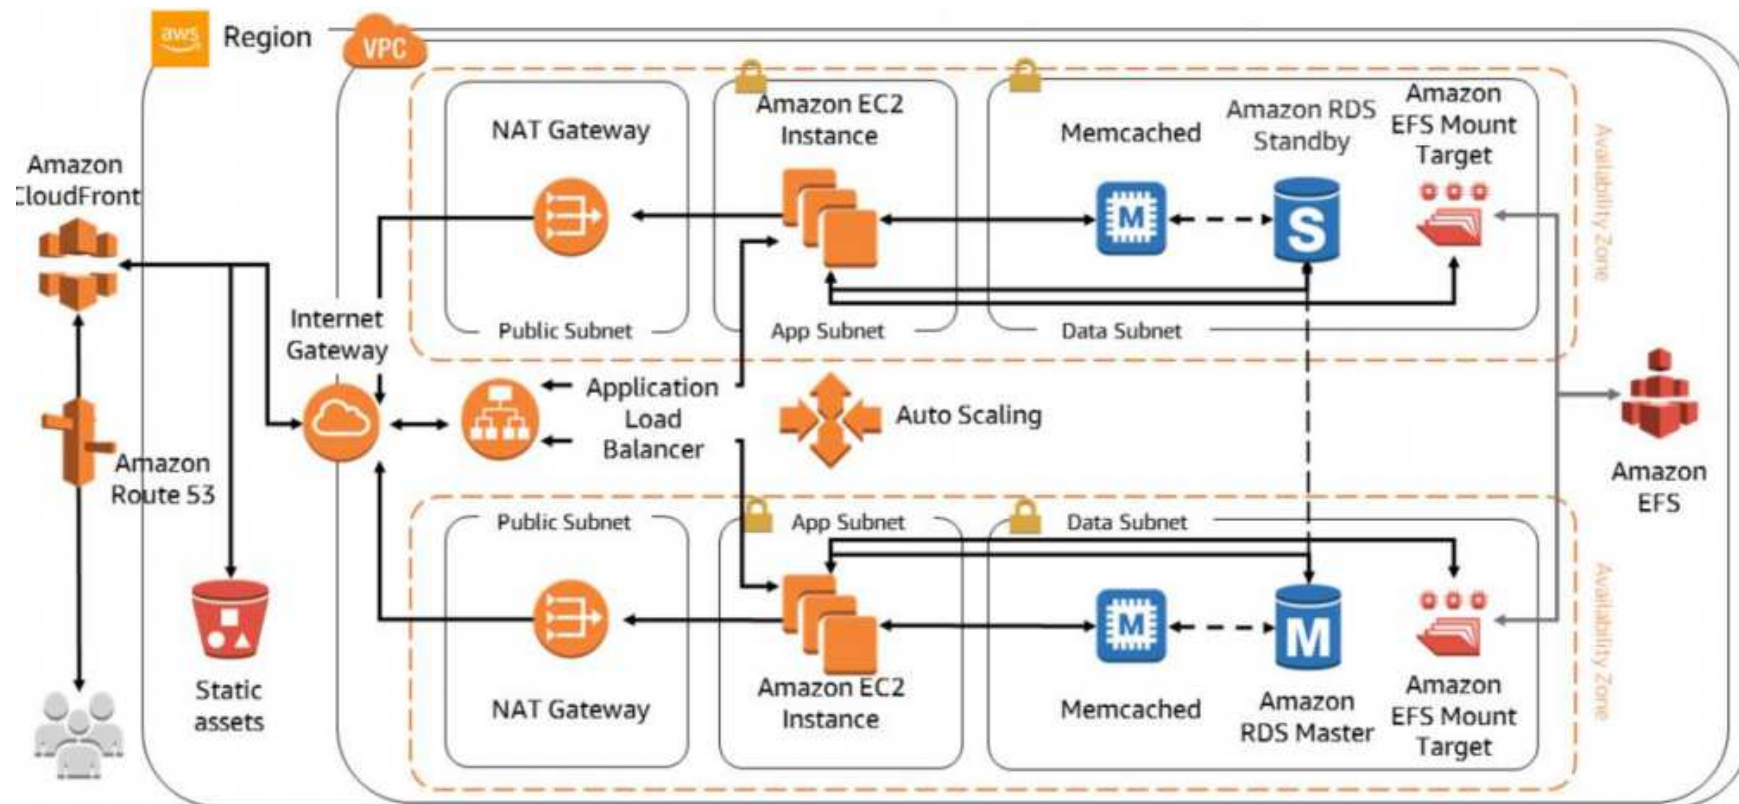 aws
Region
VPC
Amazon
CloudFront
Amazon
Route 53
Static
assets
Internet
Gateway
NAT Gateway
Public Subnet
Amazon EC2
Instance
App Subnet
Memcached
Amazon RDS
Standby
Amazon
EFS Mount
Target
M
S
Data Subnet
Availability Zone
Application
Load
Balancer
Auto Scaling
Amazon
EFS
Public Subnet
NAT Gateway
App Subnet
Amazon EC2
Instance
Data Subnet
M
M
Memcached
Amazon
RDS Master
Amazon
EFS Mount
Target
Availability Zone